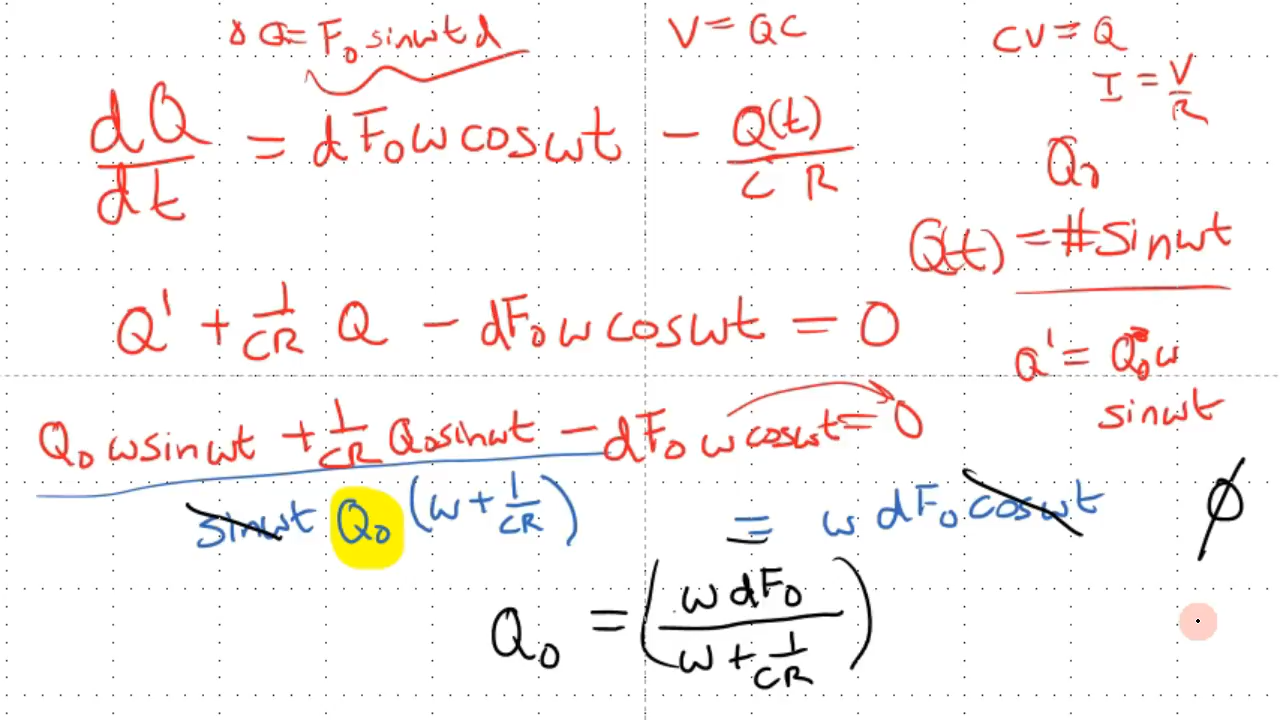 δQ = F₀ sinωt d
V = QC
CV = Q
I = V/R
dQ/dt = dF₀ω cosωt − Q(t)/CR
Q₀
Q(t) = # sinωt
Q' + 1/CR Q − dF₀ω cosωt = 0
Q' = Q₀ω
sinωt
Q₀ ω sinωt + 1/CR Q₀ sinωt − dF₀ ω cosωt = 0
sinωt Q₀ (ω + 1/CR) = ω dF₀ cosωt
ϕ
Q₀ = (ω dF₀ / ω + 1/CR)